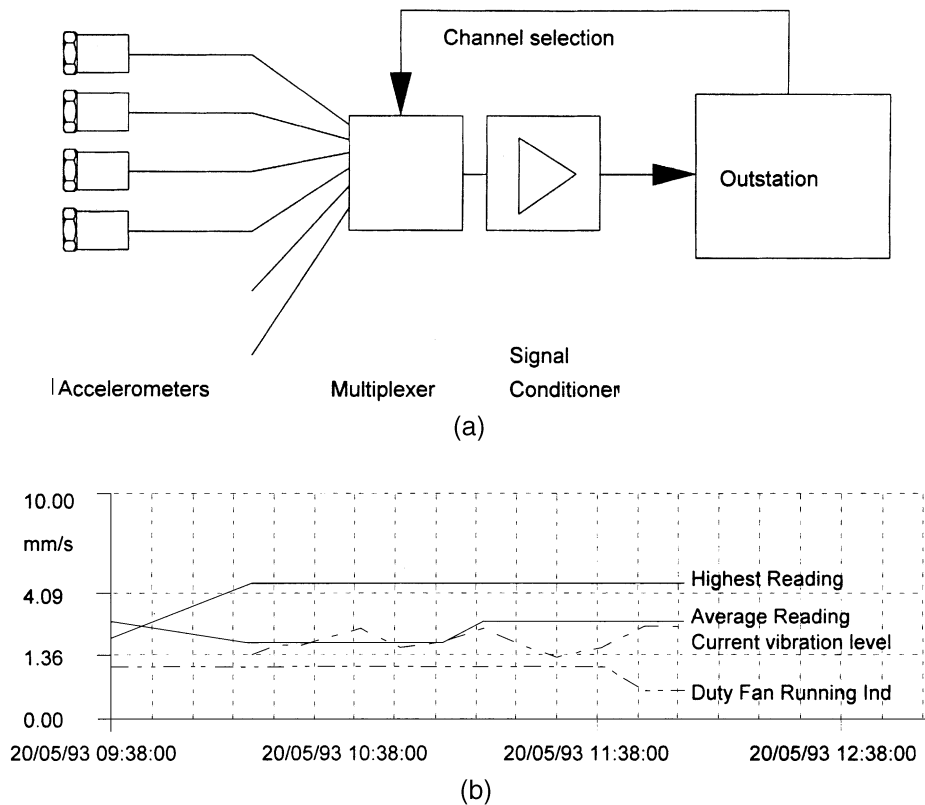 Channel selection
Outstation
Signal
Accelerometers
Multiplexer
Conditioner
(a)
10.00
mm/s
Highest Reading
4.09
Average Reading
Current vibration level
1.36
Duty Fan Running Ind
0.00
20/05/93 09:38:00
20/05/93 10:38:00
20/05/93 11:38:00
20/05/93 12:38:00
(b)